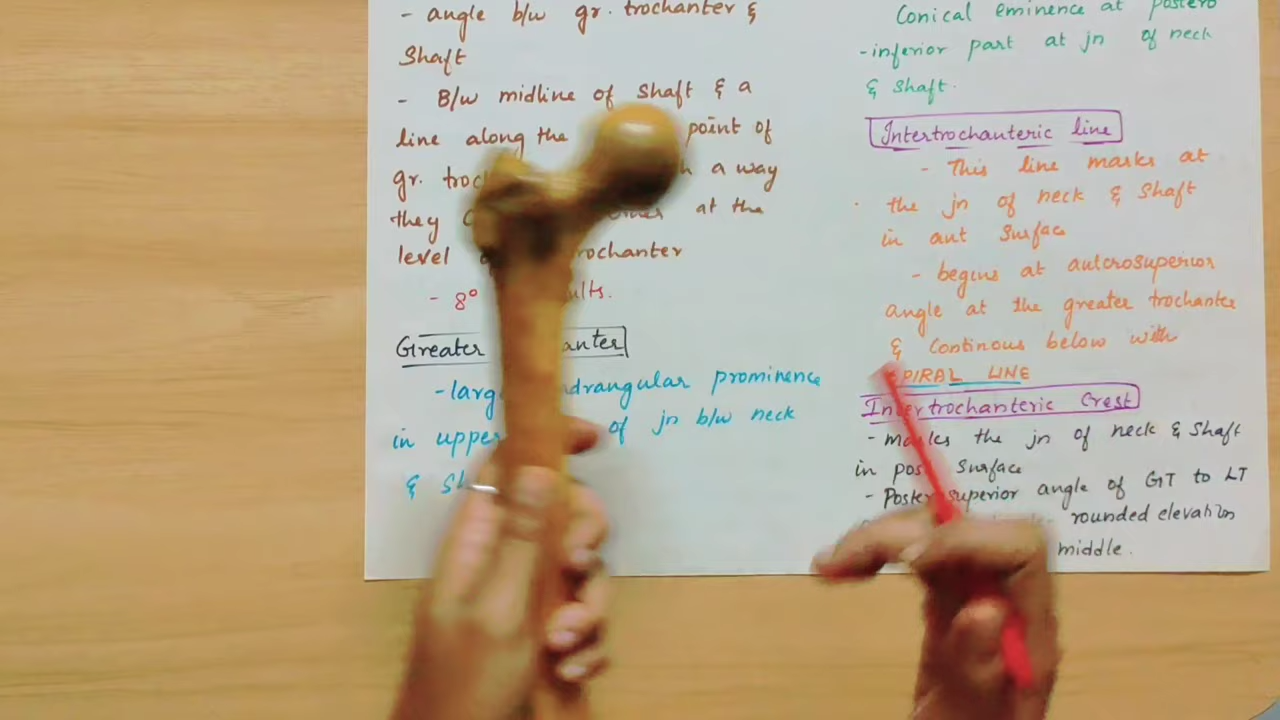 - angle b/w gr. trochanter &
Shaft
- B/w midline of shaft & a
line along the point of
gr. a way
they at the
level rochanter
- 8° ults.
Greater anter
- larg adrangular prominence
in upper of jn b/w neck
& Sh
Conical eminence at postero
-inferior part at jn of neck
& shaft.
Intertrochanteric line
- This line marks at
the jn of neck & shaft
in ant surface
- begins at anterosuperior
angle at the greater trochanter
& continous below with
SPIRAL LINE
Intertrochanteric Crest
- marks the jn of neck & shaft
in post surface
- Posterosuperior angle of GT to LT
rounded elevation
middle.